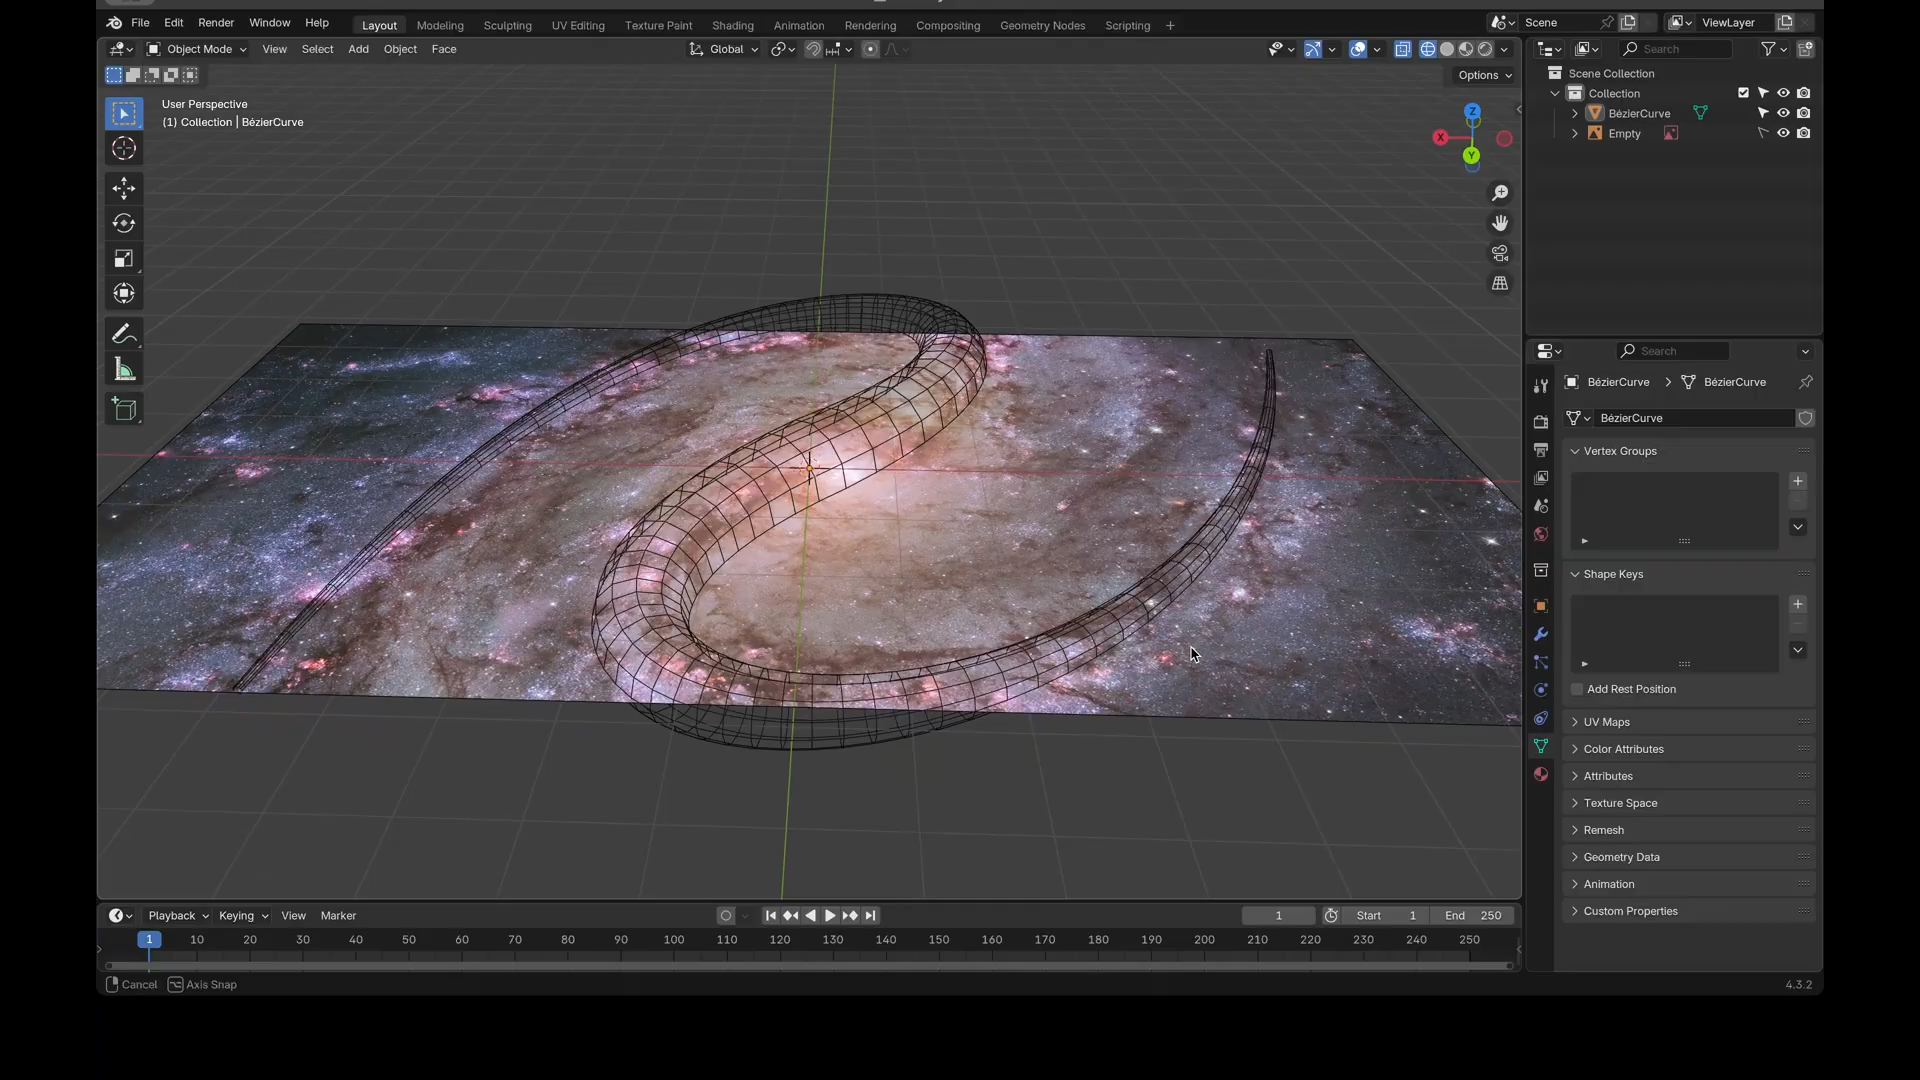 File Edit Render Window Help Layout Modeling Sculpting UV Editing Texture Paint Shading Animation Rendering Compositing Geometry Nodes Scripting + Scene ViewLayer
Object Mode View Select Add Object Face Global Search
Options
User Perspective
(1) Collection | BézierCurve
Z
X
Y
Scene Collection
Collection
BézierCurve
Empty
Search
BézierCurve > BézierCurve
BézierCurve
Vertex Groups
Shape Keys
Add Rest Position
UV Maps
Color Attributes
Attributes
Texture Space
Remesh
Geometry Data
Animation
Custom Properties
Playback Keying View Marker 1 Start 1 End 250
1 10 20 30 40 50 60 70 80 90 100 110 120 130 140 150 160 170 180 190 200 210 220 230 240 250
Cancel Axis Snap 4.3.2